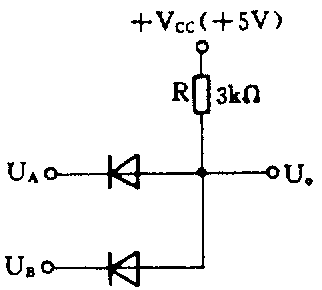 +V_CC(+5V)
R 3kΩ
U_A
U_o
U_B